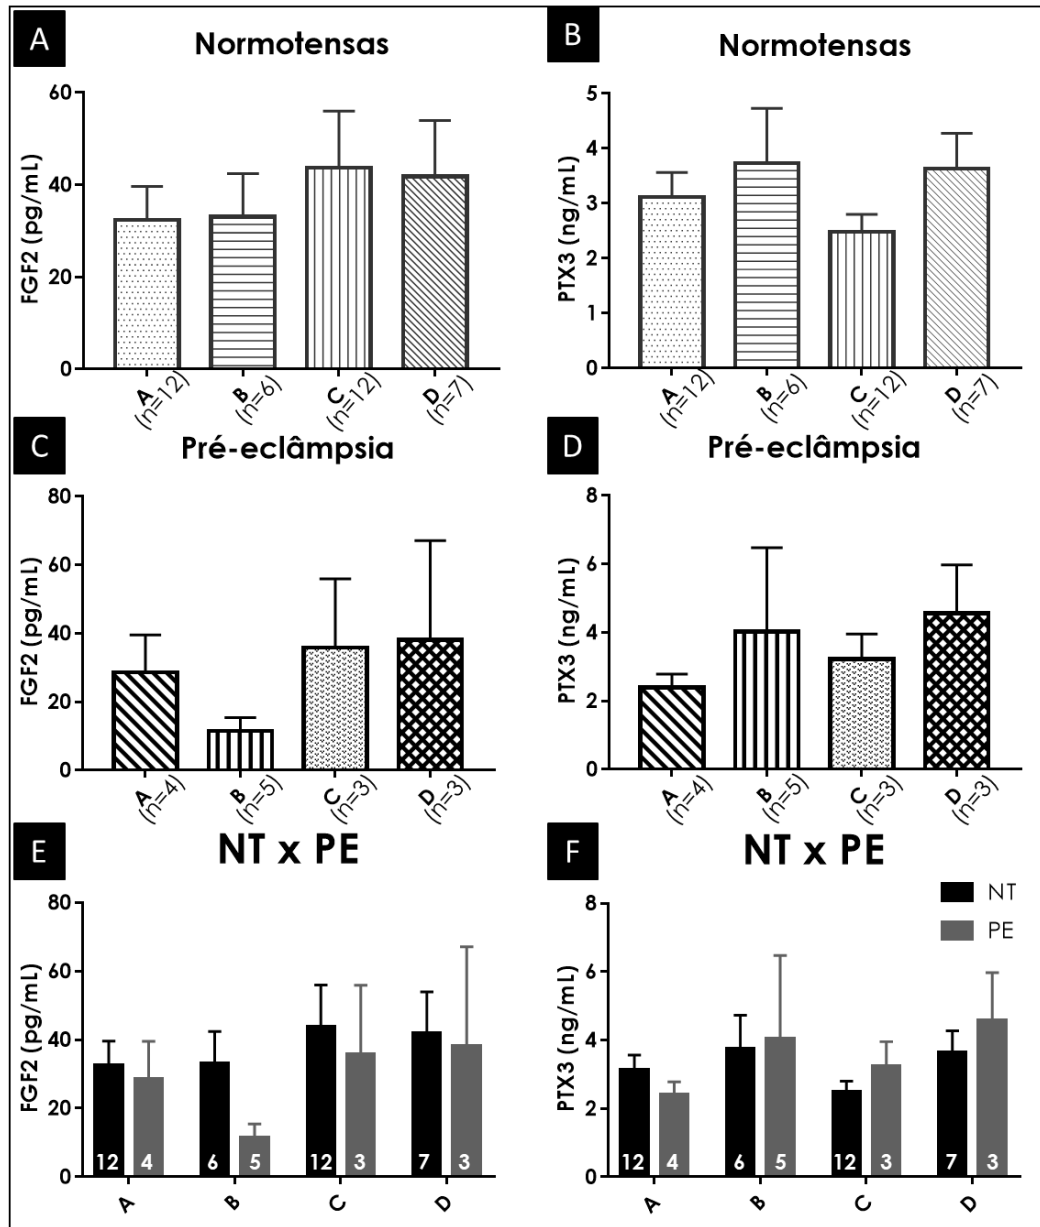 A
Normotensas
FGF2 (pg/mL)
60
40
20
0
A
(n=12)
B
(n=6)
C
(n=12)
D
(n=7)
B
Normotensas
PTX3 (ng/mL)
5
4
3
2
1
0
A
(n=12)
B
(n=6)
C
(n=12)
D
(n=7)
C
Pré-eclâmpsia
FGF2 (pg/mL)
80
60
40
20
0
A
(n=4)
B
(n=5)
C
(n=3)
D
(n=3)
D
Pré-eclâmpsia
PTX3 (ng/mL)
8
6
4
2
0
A
(n=4)
B
(n=5)
C
(n=3)
D
(n=3)
E
NT x PE
FGF2 (pg/mL)
80
60
40
20
0
12 4 6 5 12 3 7 3
A
B
C
D
F
NT x PE
NT
PE
PTX3 (ng/mL)
8
6
4
2
0
12 4 6 5 12 3 7 3
A
B
C
D